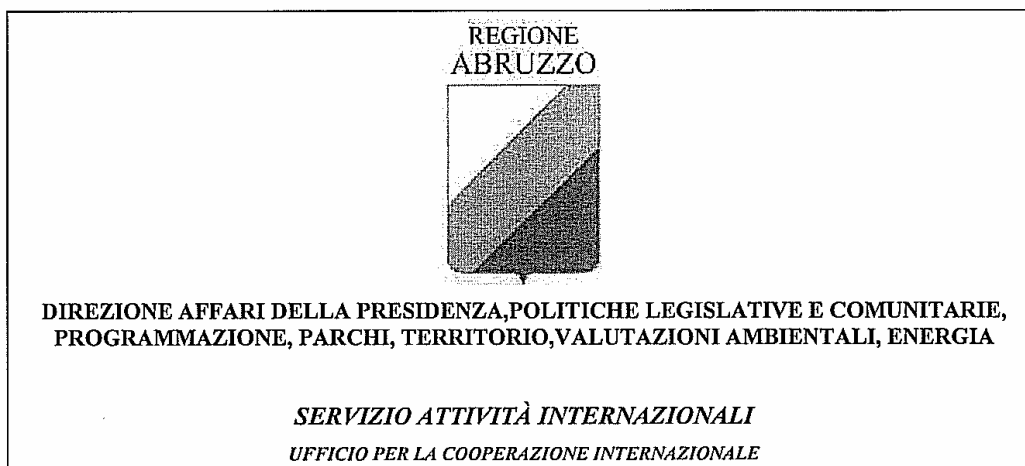 REGIONE
ABRUZZO
DIREZIONE AFFARI DELLA PRESIDENZA,POLITICHE LEGISLATIVE E COMUNITARIE,
PROGRAMMAZIONE, PARCHI, TERRITORIO,VALUTAZIONI AMBIENTALI, ENERGIA
SERVIZIO ATTIVITÀ INTERNAZIONALI
UFFICIO PER LA COOPERAZIONE INTERNAZIONALE